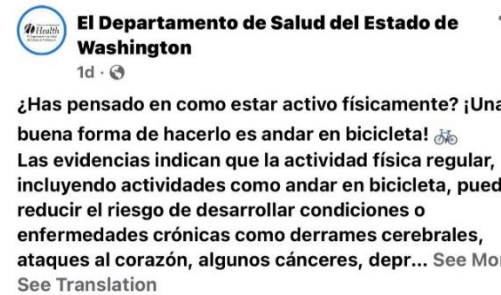 Health
El Departamento de Salud del Estado de
Washington
1d ·
¿Has pensado en como estar activo físicamente? ¡Una
buena forma de hacerlo es andar en bicicleta! 🚲
Las evidencias indican que la actividad física regular,
incluyendo actividades como andar en bicicleta, pued
reducir el riesgo de desarrollar condiciones o
enfermedades crónicas como derrames cerebrales,
ataques al corazón, algunos cánceres, depr... See Mor
See Translation